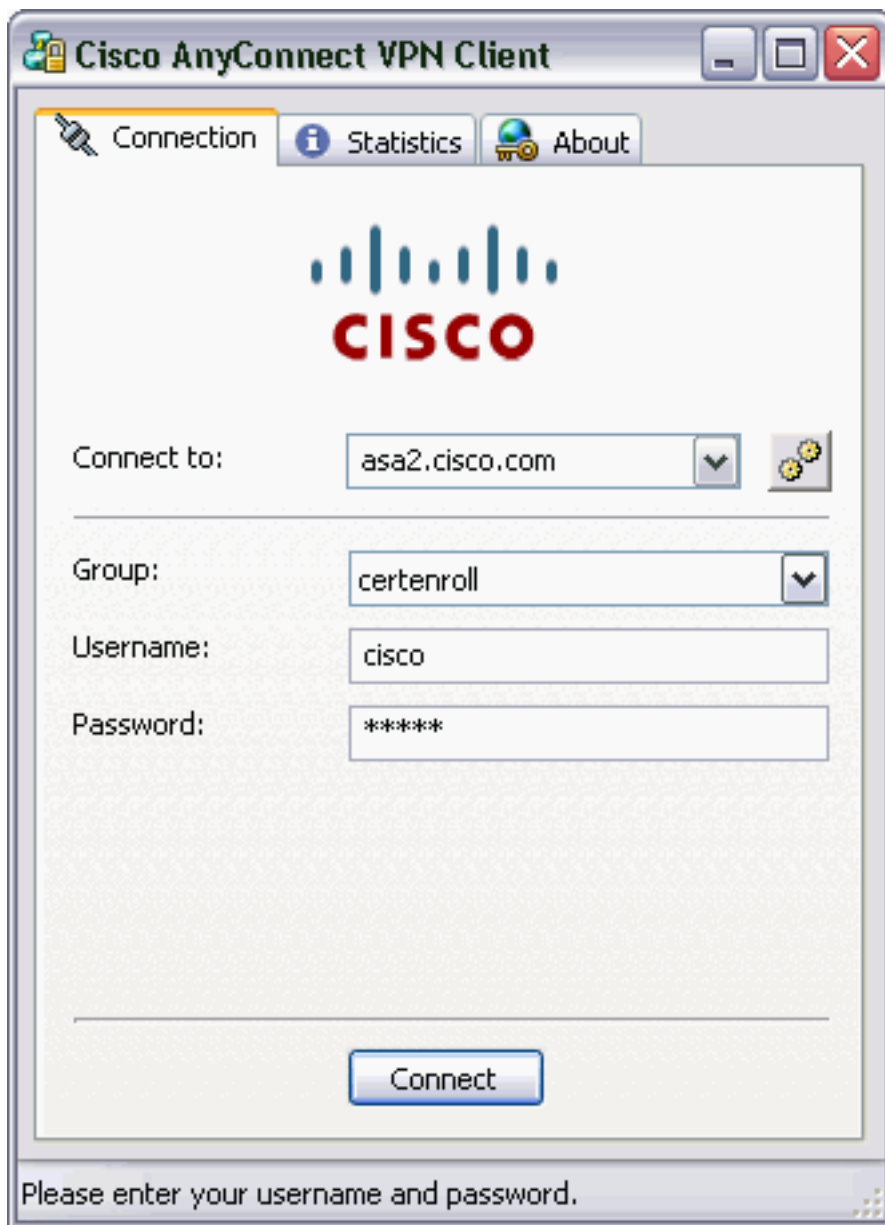 Cisco AnyConnect VPN Client
Connection Statistics About
CISCO
Connect to: asa2.cisco.com
Group: certenroll
Username: cisco
Password: *****
Connect
Please enter your username and password.